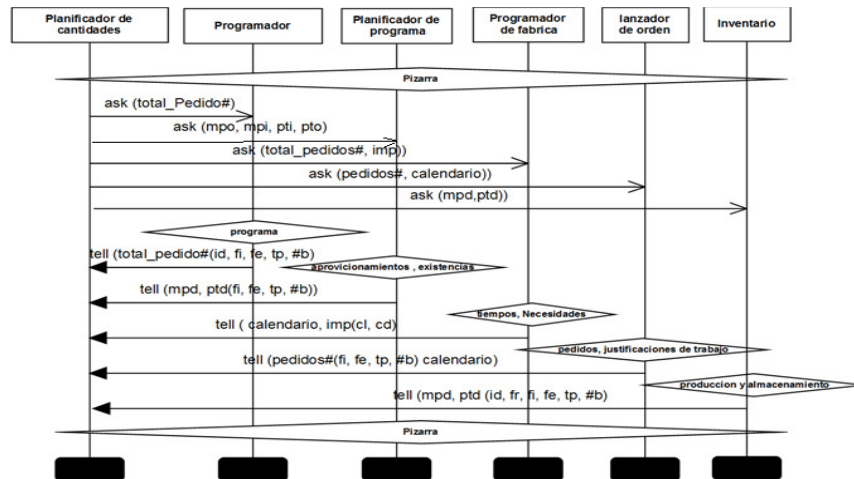 Planificador de
cantidades
Programador
Planificador de
programa
Programador
de fabrica
lanzador
de orden
Inventario
Pizarra
ask (total_Pedido#)
ask (mpo, mpi, pti, pto)
ask (total_pedidos#, imp))
ask (pedidos#, calendario))
ask (mpd,ptd))
programa
tell (total_pedido#(id, fi, fe, tp, #b)
aprovicionamientos , existencias
tell (mpd, ptd(fi, fe, tp, #b))
tiempos, Necesidades
tell ( calendario, imp(cl, cd)
pedidos, justificaciones de trabajo
tell (pedidos#(fi, fe, tp, #b) calendario)
produccion y almacenamiento
tell (mpd, ptd (id, fr, fi, fe, tp, #b)
Pizarra